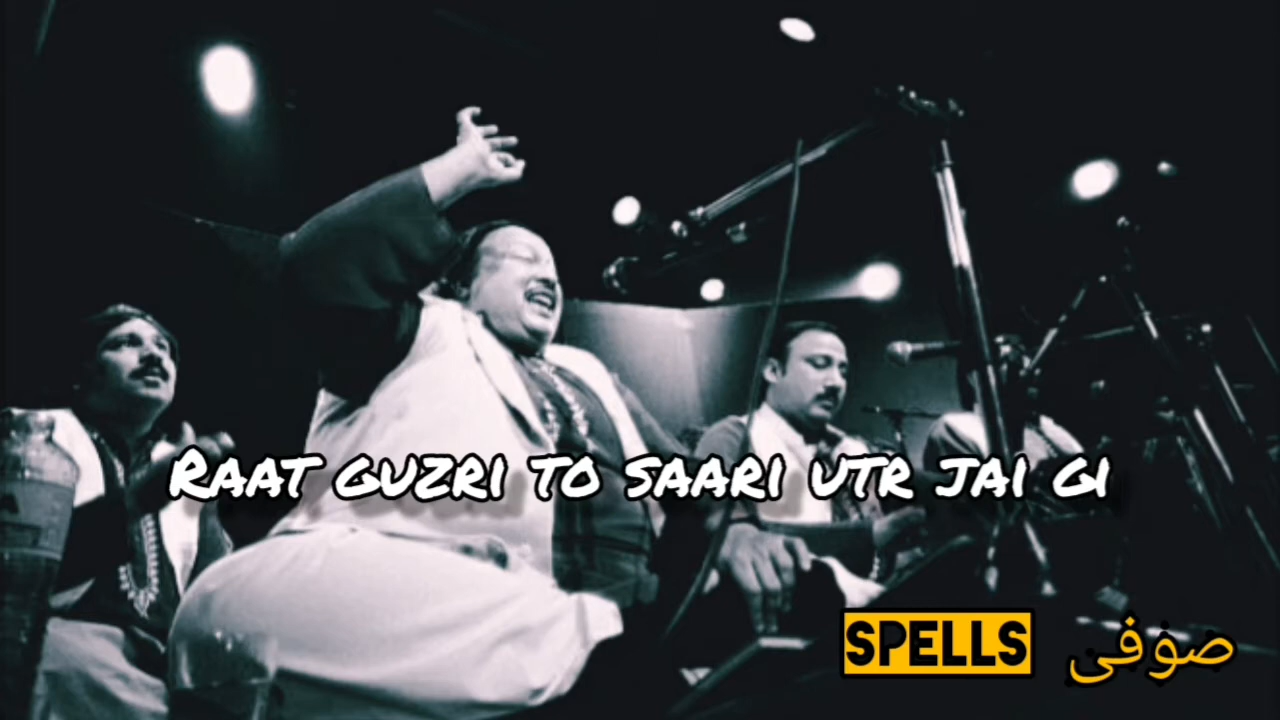 RAAT GUZRI TO SAARI UTR JAI GI
SPELLS صوفی